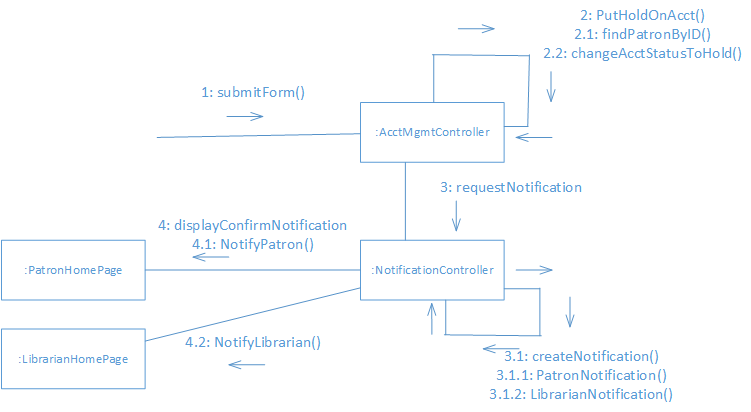 2: PutHoldOnAcct()
2.1: findPatronByID()
2.2: changeAcctStatusToHold()
1: submitForm()
:AcctMgmtController
3: requestNotification
4: displayConfirmNotification
4.1: NotifyPatron()
:PatronHomePage
:NotificationController
4.2: NotifyLibrarian()
:LibrarianHomePage
3.1: createNotification()
3.1.1: PatronNotification()
3.1.2: LibrarianNotification()